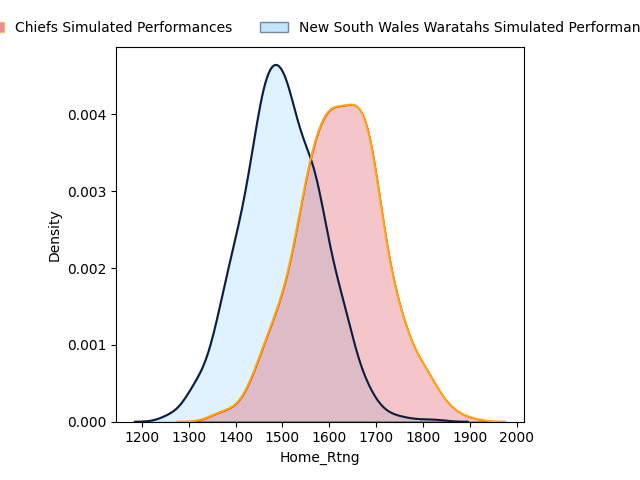 Chiefs Simulated Performances New South Wales Waratahs Simulated Performan
0.004
0.003
0.002
0.001
0.000
Density
1200 1300 1400 1500 1600 1700 1800 1900 2000
Home_Rtng